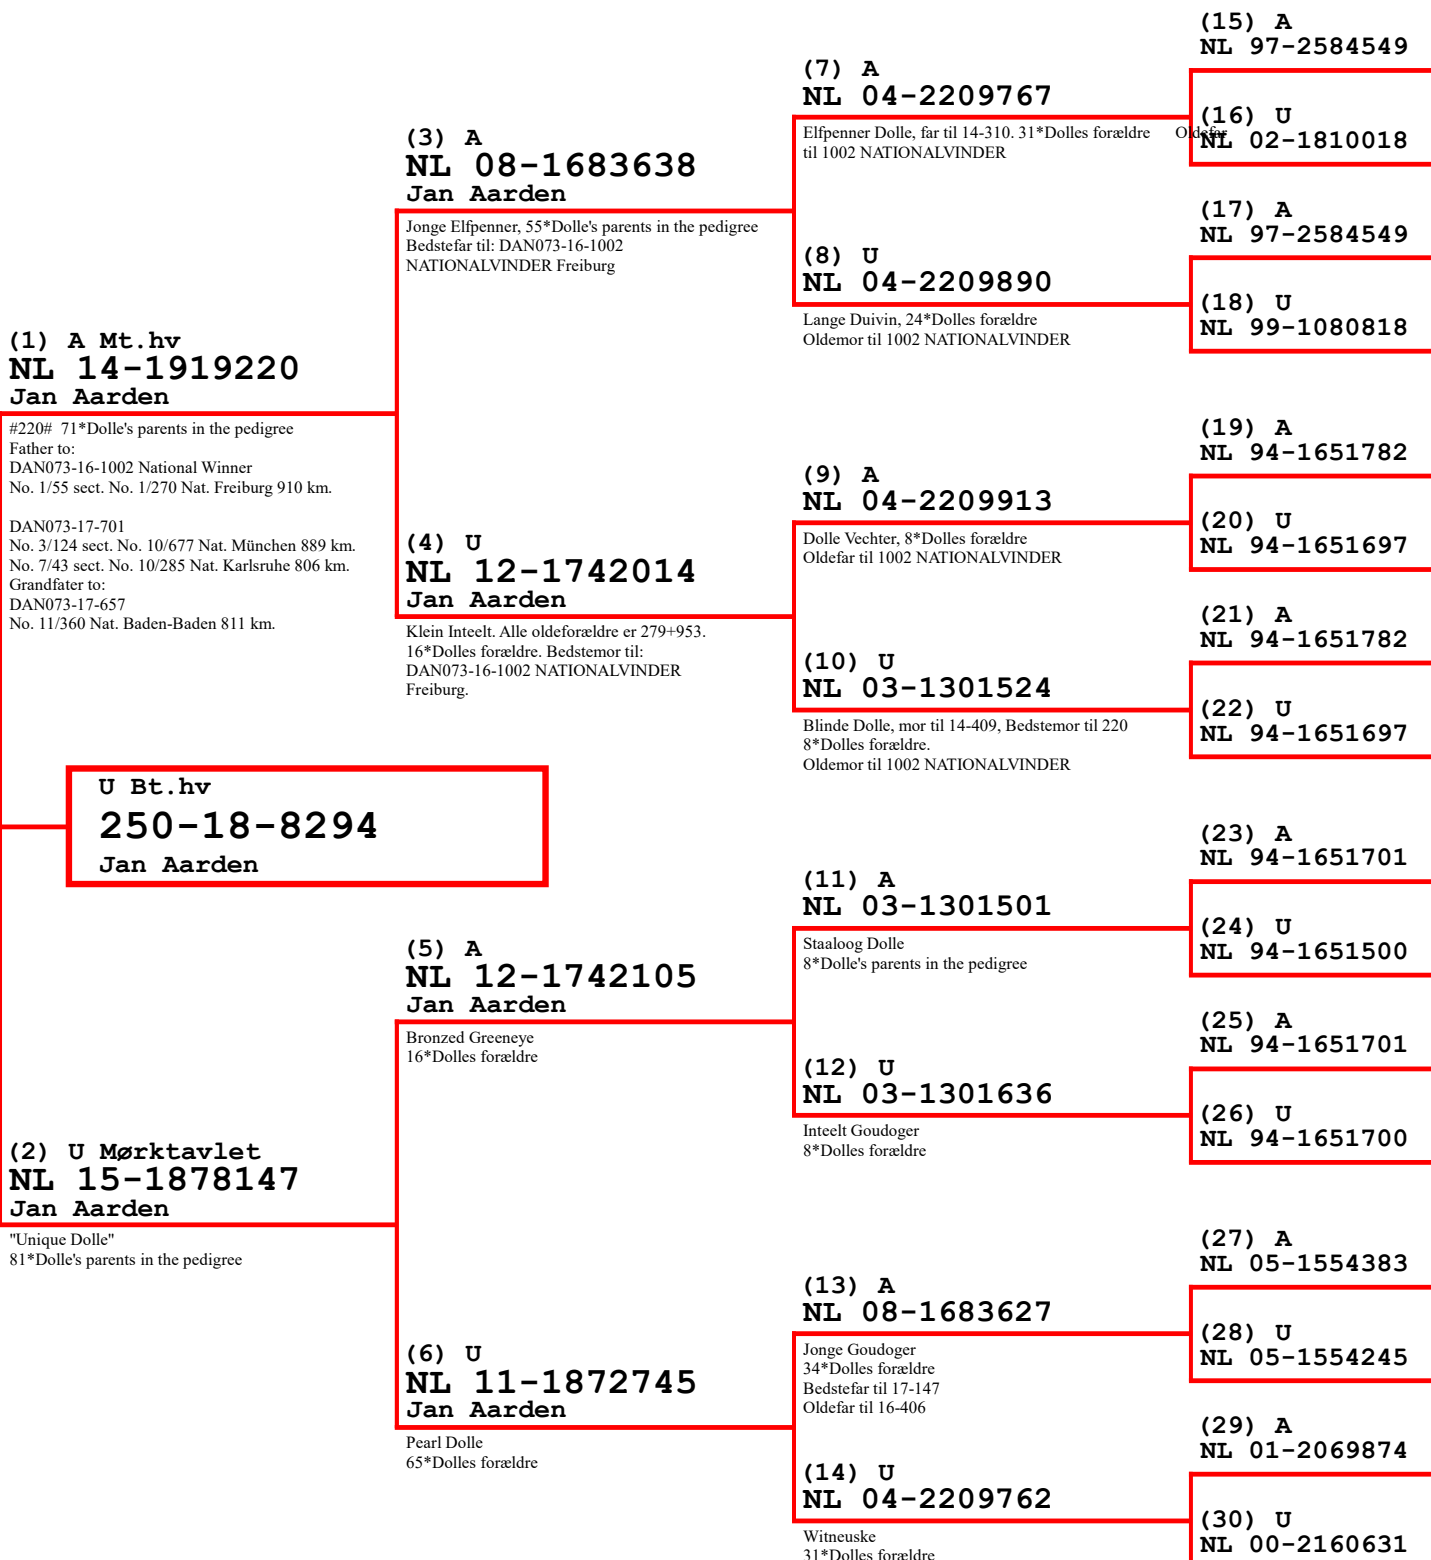 (1) A Mt.hv
NL 14-1919220
Jan Aarden
#220# 71*Dolle's parents in the pedigree
Father to:
DAN073-16-1002 National Winner
No. 1/55 sect. No. 1/270 Nat. Freiburg 910 km.
DAN073-17-701
No. 3/124 sect. No. 10/677 Nat. München 889 km.
No. 7/43 sect. No. 10/285 Nat. Karlsruhe 806 km.
Grandfater to:
DAN073-17-657
No. 11/360 Nat. Baden-Baden 811 km.
U Bt.hv
250-18-8294
Jan Aarden
(2) U Mørktavlet
NL 15-1878147
Jan Aarden
"Unique Dolle"
81*Dolle's parents in the pedigree
(3) A
NL 08-1683638
Jan Aarden
Jonge Elfpenner, 55*Dolle's parents in the pedigree
Bedstefar til: DAN073-16-1002
NATIONALVINDER Freiburg
(4) U
NL 12-1742014
Jan Aarden
Klein Inteelt. Alle oldeforældre er 279+953.
16*Dolles forældre. Bedstemor til:
DAN073-16-1002 NATIONALVINDER
Freiburg.
(5) A
NL 12-1742105
Jan Aarden
Bronzed Greeneye
16*Dolles forældre
(6) U
NL 11-1872745
Jan Aarden
Pearl Dolle
65*Dolles forældre
(7) A
NL 04-2209767
Elfpenner Dolle, far til 14-310. 31*Dolles forældre Oldefar
til 1002 NATIONALVINDER
(8) U
NL 04-2209890
Lange Duivin, 24*Dolles forældre
Oldemor til 1002 NATIONALVINDER
(9) A
NL 04-2209913
Dolle Vechter, 8*Dolles forældre
Oldefar til 1002 NATIONALVINDER
(10) U
NL 03-1301524
Blinde Dolle, mor til 14-409, Bedstemor til 220
8*Dolles forældre.
Oldemor til 1002 NATIONALVINDER
(11) A
NL 03-1301501
Staaloog Dolle
8*Dolle's parents in the pedigree
(12) U
NL 03-1301636
Inteelt Goudoger
8*Dolles forældre
(13) A
NL 08-1683627
Jonge Goudoger
34*Dolles forældre
Bedstefar til 17-147
Oldefar til 16-406
(14) U
NL 04-2209762
Witneuske
31*Dolles forældre
(15) A
NL 97-2584549
(16) U
NL 02-1810018
(17) A
NL 97-2584549
(18) U
NL 99-1080818
(19) A
NL 94-1651782
(20) U
NL 94-1651697
(21) A
NL 94-1651782
(22) U
NL 94-1651697
(23) A
NL 94-1651701
(24) U
NL 94-1651500
(25) A
NL 94-1651701
(26) U
NL 94-1651700
(27) A
NL 05-1554383
(28) U
NL 05-1554245
(29) A
NL 01-2069874
(30) U
NL 00-2160631